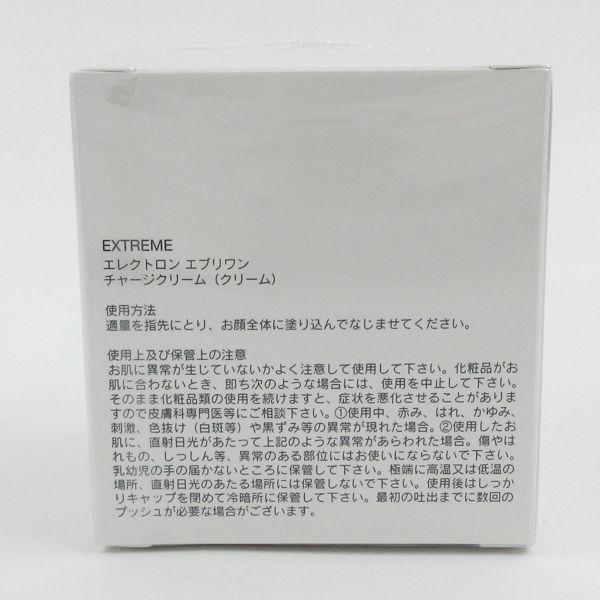 EXTREME
エレクトロン エブリワン
チャージクリーム（クリーム）
使用方法
適量を指先にとり、お顔全体に塗り込んでなじませてください。
使用上及び保管上の注意
お肌に異常が生じていないかよく注意して使用して下さい。化粧品がお
肌に合わないとき、即ち次のような場合には、使用を中止して下さい。
そのまま化粧品類の使用を続けますと、症状を悪化させることがありま
すので皮膚科専門医等にご相談下さい。①使用中、赤み、はれ、かゆみ、
刺激、色抜け（白斑等）や黒ずみ等の異常が現れた場合。②使用したお
肌に、直射日光があたって上記のような異常があらわれた場合。傷やは
れもの、しっしん等、異常のある部位にはお使いにならないで下さい。
乳幼児の手の届かないところに保管して下さい。極端に高温又は低温の
場所、直射日光のあたる場所には保管しないで下さい。使用後はしっか
りキャップを閉めて冷暗所に保管して下さい。最初の吐出までに数回の
プッシュが必要な場合がございます。